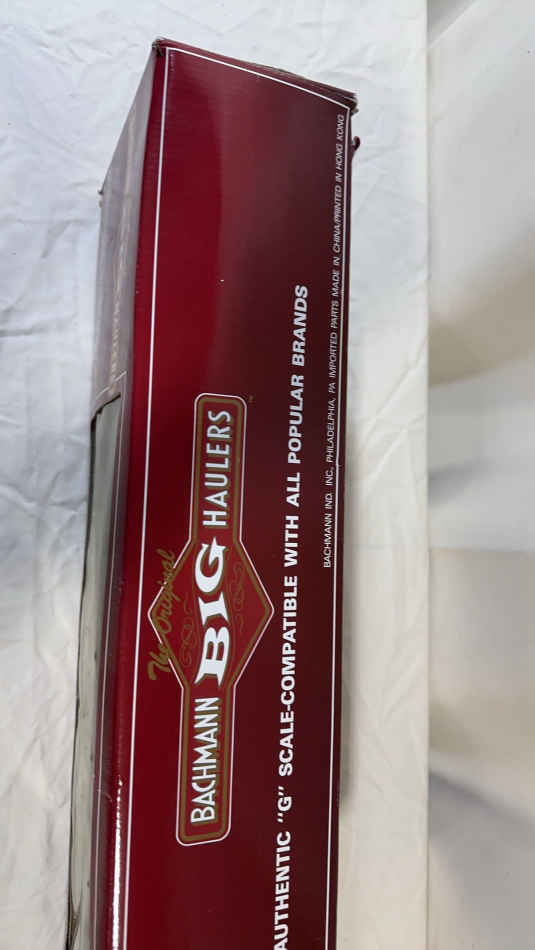 The Original
BACHMANN BIG HAULERS
™
AUTHENTIC "G" SCALE-COMPATIBLE WITH ALL POPULAR BRANDS
BACHMANN IND. INC., PHILADELPHIA, PA IMPORTED PARTS MADE IN CHINA/PRINTED IN HONG KONG